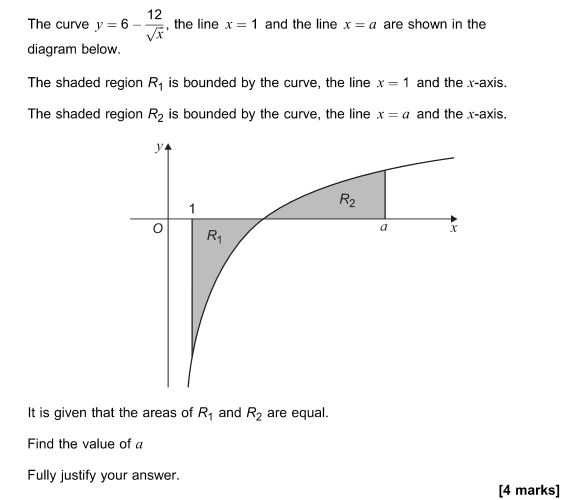 The curve y = 6 − 12/√x, the line x = 1 and the line x = a are shown in the
diagram below.
The shaded region R₁ is bounded by the curve, the line x = 1 and the x-axis.
The shaded region R₂ is bounded by the curve, the line x = a and the x-axis.
y
1
R₂
O
R₁
a
x
It is given that the areas of R₁ and R₂ are equal.
Find the value of a
Fully justify your answer.
[4 marks]